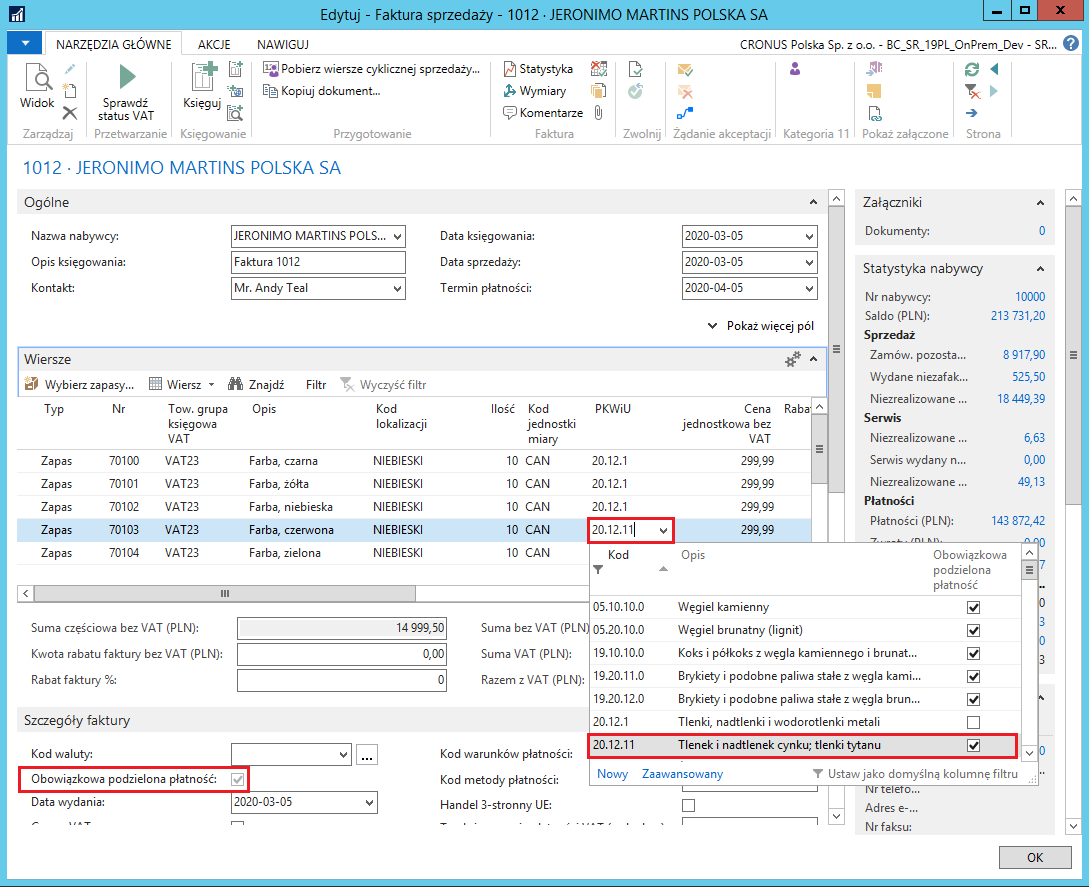 Edytuj - Faktura sprzedaży - 1012 · JERONIMO MARTINS POLSKA SA
NARZĘDZIA GŁÓWNE AKCJE NAWIGUJ CRONUS Polska Sp. z o.o. - BC_SR_19PL_OnPrem_Dev - SR...
Widok
Zarządzaj
Sprawdź status VAT
Przetwarzanie
Księguj
Księgowanie
Pobierz wiersze cyklicznej sprzedaży...
Kopiuj dokument...
Przygotowanie
Statystyka
Wymiary
Komentarze
Faktura
Zwolnij
Żądanie akceptacji
Kategoria 11
Pokaż załączone
Strona
1012 · JERONIMO MARTINS POLSKA SA
Ogólne
Nazwa nabywcy: JERONIMO MARTINS POLS... Data księgowania: 2020-03-05
Opis księgowania: Faktura 1012 Data sprzedaży: 2020-03-05
Kontakt: Mr. Andy Teal Termin płatności: 2020-04-05
Pokaż więcej pól
Wiersze
Wybierz zapasy... Wiersz Znajdź Filtr Wyczyść filtr
Typ Nr Tow. grupa księgowa VAT Opis Kod lokalizacji Ilość Kod jednostki miary PKWiU Cena jednostkowa bez VAT Raba
Zapas 70100 VAT23 Farba, czarna NIEBIESKI 10 CAN 20.12.1 299,99
Zapas 70101 VAT23 Farba, żółta NIEBIESKI 10 CAN 20.12.1 299,99
Zapas 70102 VAT23 Farba, niebieska NIEBIESKI 10 CAN 20.12.1 299,99
Zapas 70103 VAT23 Farba, czerwona NIEBIESKI 10 CAN 20.12.11 299,99
Zapas 70104 VAT23 Farba, zielona NIEBIESKI 10 CAN
Kod Opis Obowiązkowa podzielona płatność
05.10.10.0 Węgiel kamienny
05.20.10.0 Węgiel brunatny (lignit)
19.10.10.0 Koks i półkoks z węgla kamiennego i brunat...
19.20.11.0 Brykiety i podobne paliwa stałe z węgla kami...
19.20.12.0 Brykiety i podobne paliwa stałe z węgla brun...
20.12.1 Tlenki, nadtlenki i wodorotlenki metali
20.12.11 Tlenek i nadtlenek cynku; tlenki tytanu
Nowy Zaawansowany Ustaw jako domyślną kolumnę filtru
Suma częściowa bez VAT (PLN): 14 999,50 Suma bez VAT (PLN)
Kwota rabatu faktury bez VAT (PLN): 0,00 Suma VAT (PLN):
Rabat faktury %: 0 Razem z VAT (PLN):
Szczegóły faktury
Kod waluty: ... Kod warunków płatności:
Obowiązkowa podzielona płatność: Kod metody płatności:
Data wydania: 2020-03-05 Handel 3-stronny UE:
Załączniki
Dokumenty: 0
Statystyka nabywcy
Nr nabywcy: 10000
Saldo (PLN): 213 731,20
Sprzedaż
Zamów. pozosta... 8 917,90
Wydane niezafak... 525,50
Niezrealizowane ... 18 449,39
Serwis
Niezrealizowane ... 6,63
Serwis wydany n... 0,00
Niezrealizowane ... 49,13
Płatności
Płatności (PLN): 143 872,42
Zwroty (PLN): 0,00
Nr telefo...
Adres e-...
Nr faksu:
OK